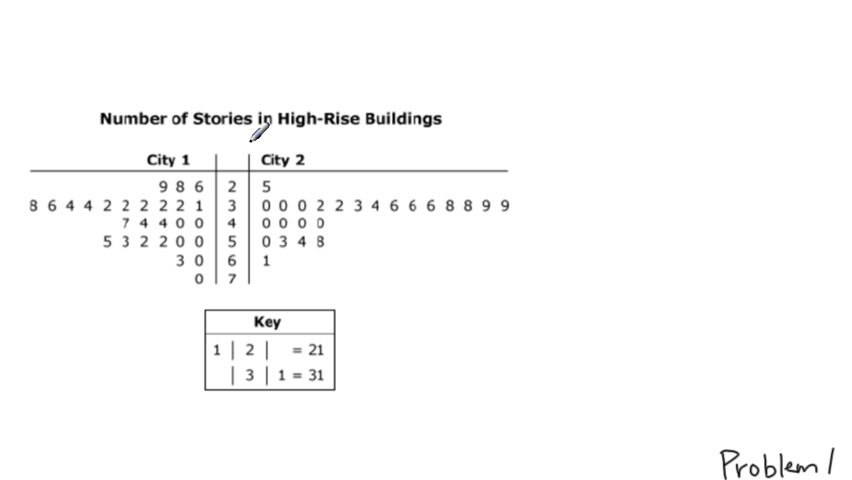 Number of Stories in High-Rise Buildings
City 1 City 2
9 8 6 2 5
8 6 4 4 2 2 2 2 2 1 3 0 0 0 2 2 3 4 6 6 6 8 8 9 9
7 4 4 0 0 4 0 0 0 0
5 3 2 2 0 0 5 0 3 4 8
3 0 6 1
0 7
Key
1 | 2 | = 21
| 3 | 1 = 31
Problem 1